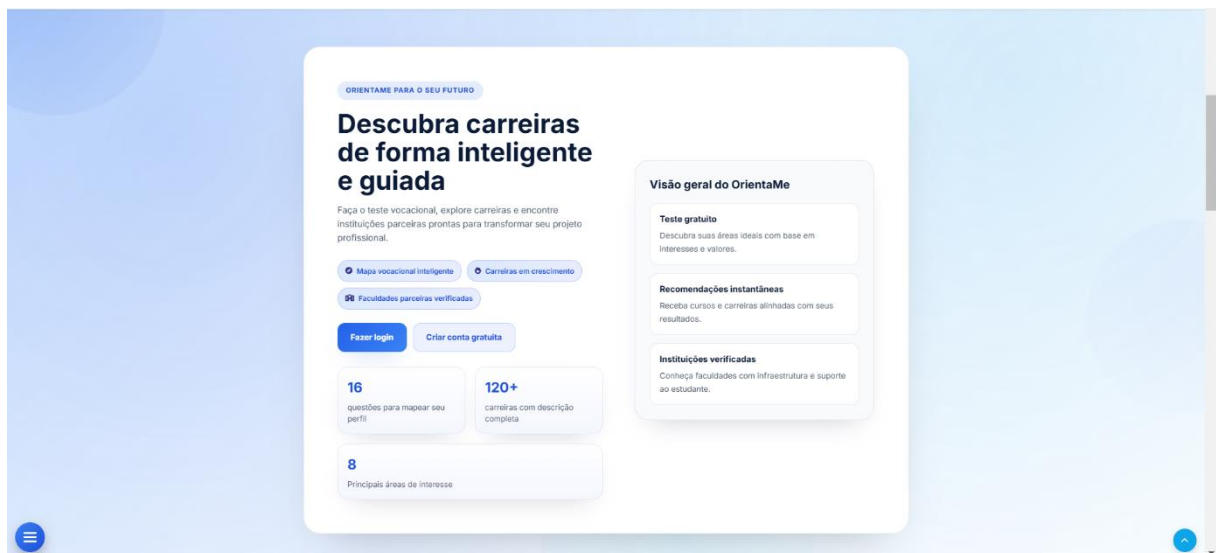 ORIENTAME PARA O SEU FUTURO
Descubra carreiras
de forma inteligente
e guiada
Faça o teste vocacional, explore carreiras e encontre
instituições parceiras prontas para transformar seu projeto
profissional.
Mapa vocacional inteligente
Carreiras em crescimento
Faculdades parceiras verificadas
Fazer login
Criar conta gratuita
16
questões para mapear seu
perfil
120+
carreiras com descrição
completa
8
Principais áreas de interesse
Visão geral do OrientaMe
Teste gratuito
Descubra suas áreas ideais com base em
interesses e valores.
Recomendações instantâneas
Receba cursos e carreiras alinhadas com seus
resultados.
Instituições verificadas
Conheça faculdades com infraestrutura e suporte
ao estudante.